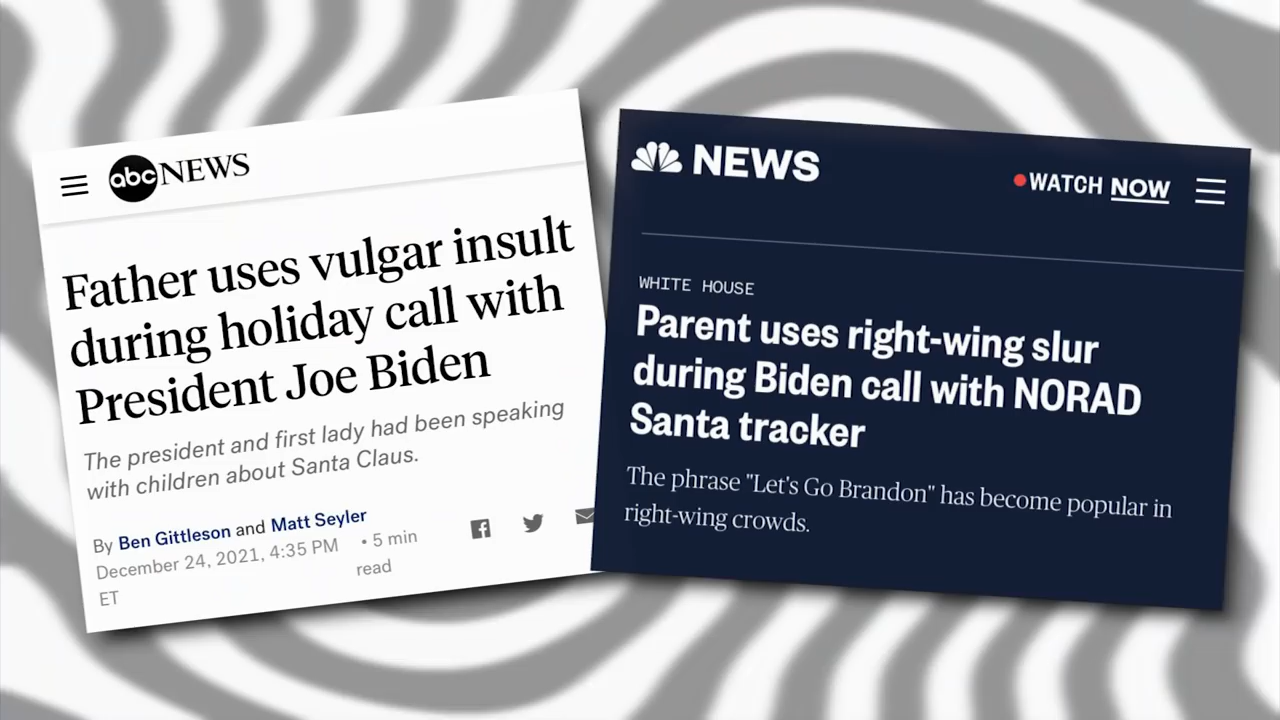 abc NEWS
Father uses vulgar insult
during holiday call with
President Joe Biden
The president and first lady had been speaking
with children about Santa Claus.
By Ben Gittleson and Matt Seyler
December 24, 2021, 4:35 PM
ET
• 5 min
read
NEWS
WATCH NOW
WHITE HOUSE
Parent uses right-wing slur
during Biden call with NORAD
Santa tracker
The phrase "Let's Go Brandon" has become popular in
right-wing crowds.